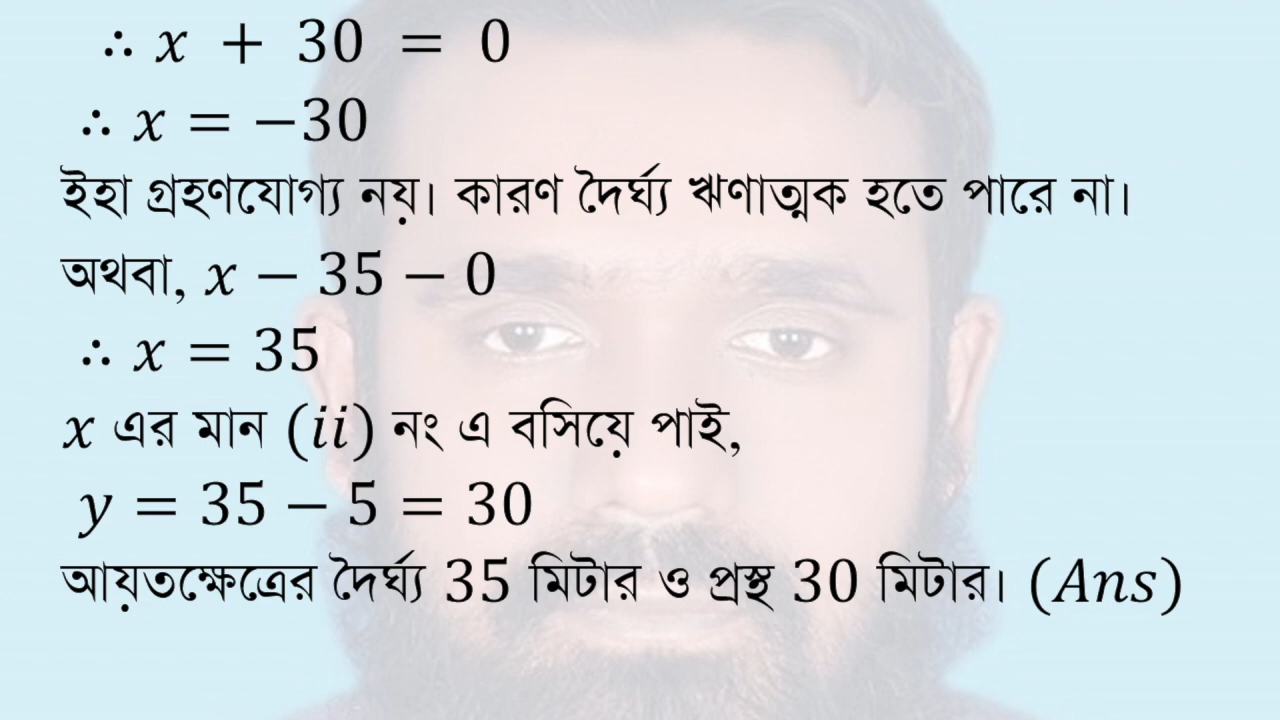 ∴ x + 30 = 0
∴ x = −30
ইহা গ্রহণযোগ্য নয়। কারণ দৈর্ঘ্য ঋণাত্মক হতে পারে না।
অথবা, x − 35 − 0
∴ x = 35
x এর মান (ii) নং এ বসিয়ে পাই,
y = 35 − 5 = 30
আয়তক্ষেত্রের দৈর্ঘ্য 35 মিটার ও প্রস্থ 30 মিটার। (Ans)